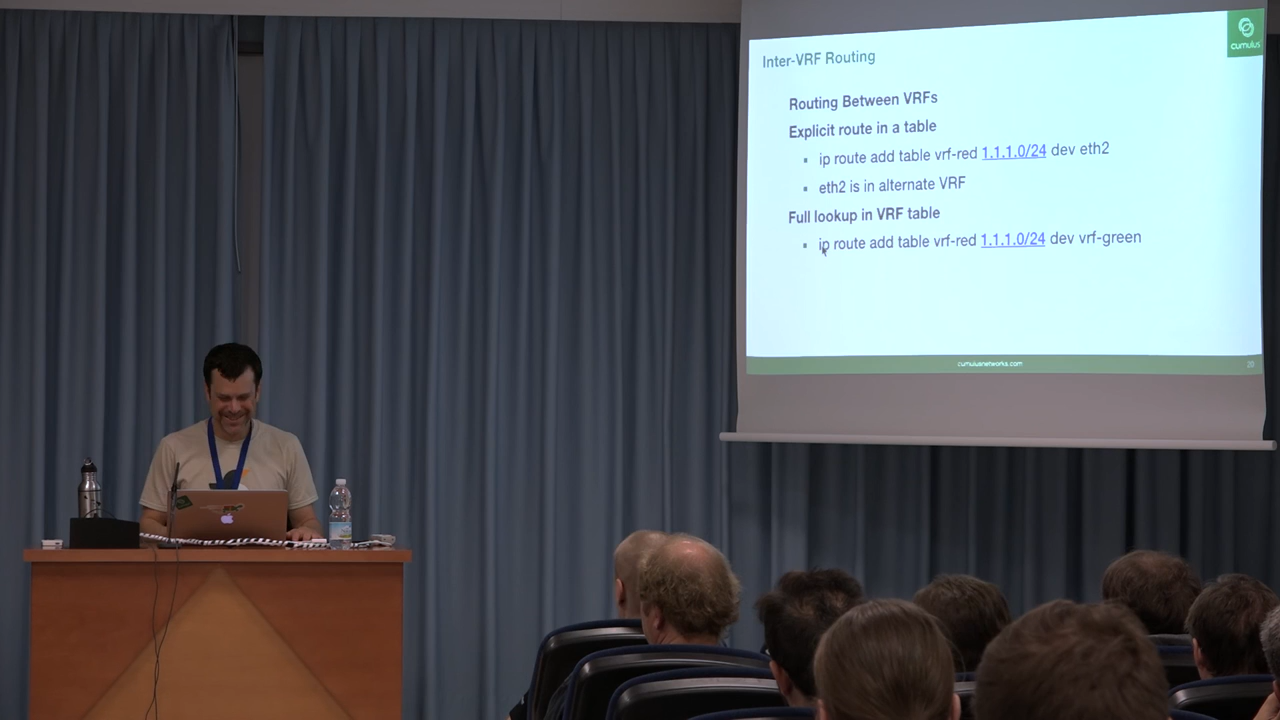 cumulus
Inter-VRF Routing
Routing Between VRFs
Explicit route in a table
▪ ip route add table vrf-red 1.1.1.0/24 dev eth2
▪ eth2 is in alternate VRF
Full lookup in VRF table
▪ ip route add table vrf-red 1.1.1.0/24 dev vrf-green
cumulusnetworks.com